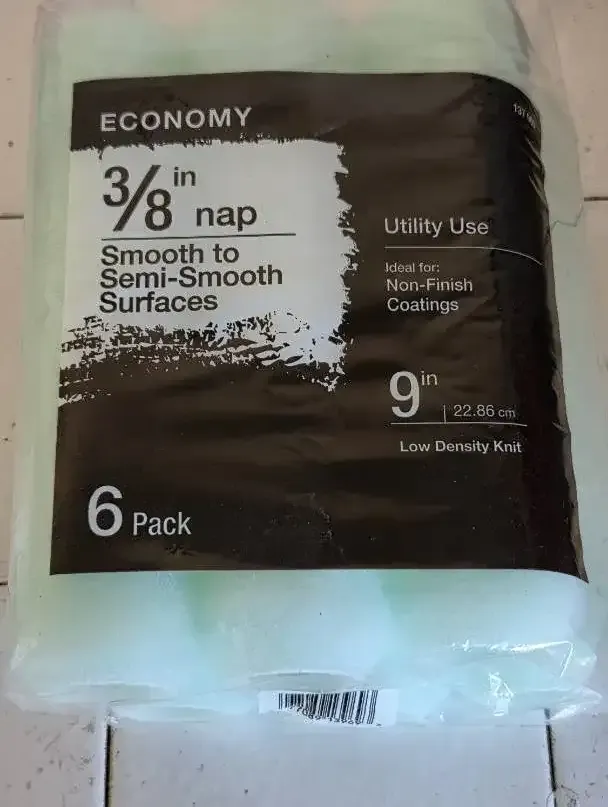 ECONOMY
3/8 in
nap
Smooth to
Semi-Smooth
Surfaces
Utility Use
Ideal for:
Non-Finish
Coatings
9 in
22.86 cm
Low Density Knit
6 Pack